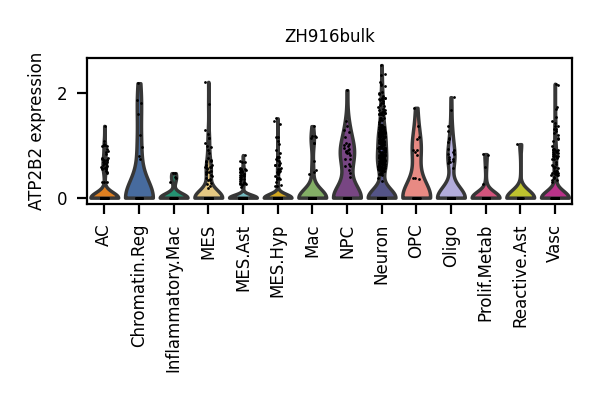 ZH916bulk
ATP2B2 expression
2
0
AC
Chromatin.Reg
Inflammatory.Mac
MES
MES.Ast
MES.Hyp
Mac
NPC
Neuron
OPC
Oligo
Prolif.Metab
Reactive.Ast
Vasc